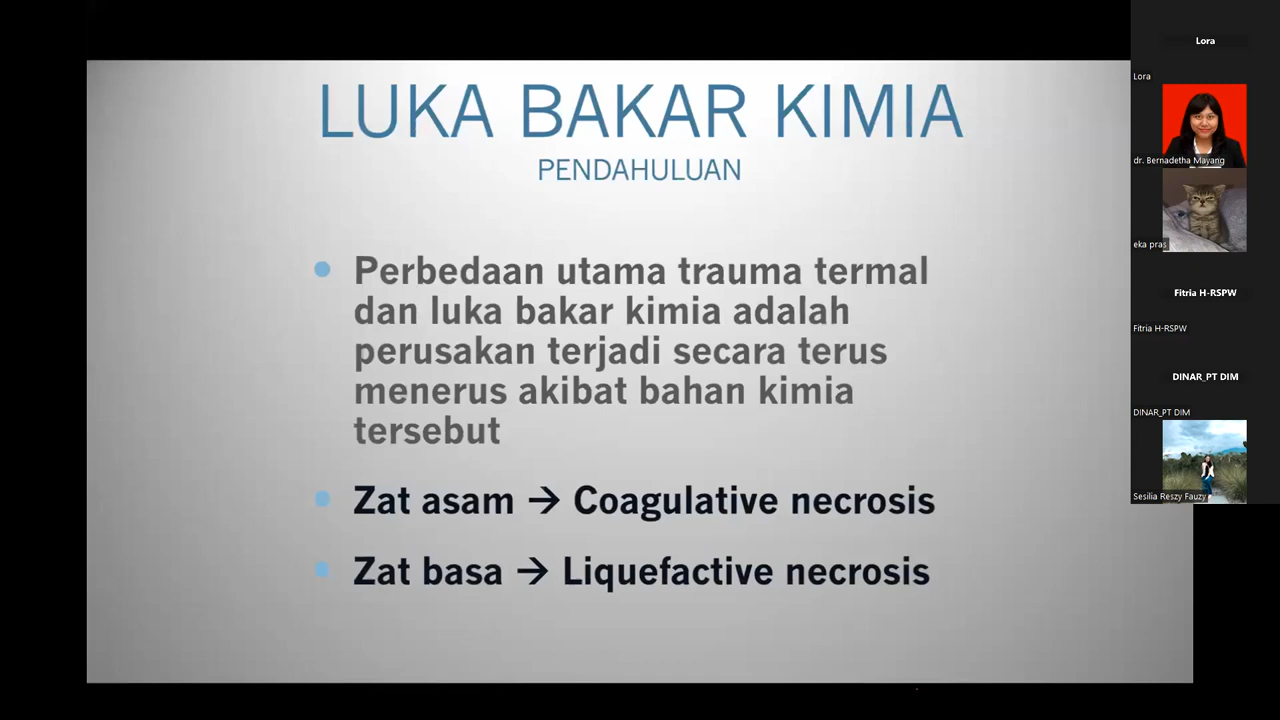 LUKA BAKAR KIMIA
PENDAHULUAN
Perbedaan utama trauma termal
dan luka bakar kimia adalah
perusakan terjadi secara terus
menerus akibat bahan kimia
tersebut
Zat asam → Coagulative necrosis
Zat basa → Liquefactive necrosis
Lora
Lora
dr. Bernadetha Mayang
eka pras
Fitria H-RSPW
Fitria H-RSPW
DINAR_PT DIM
DINAR_PT DIM
Sesilia Reszy Fauzy